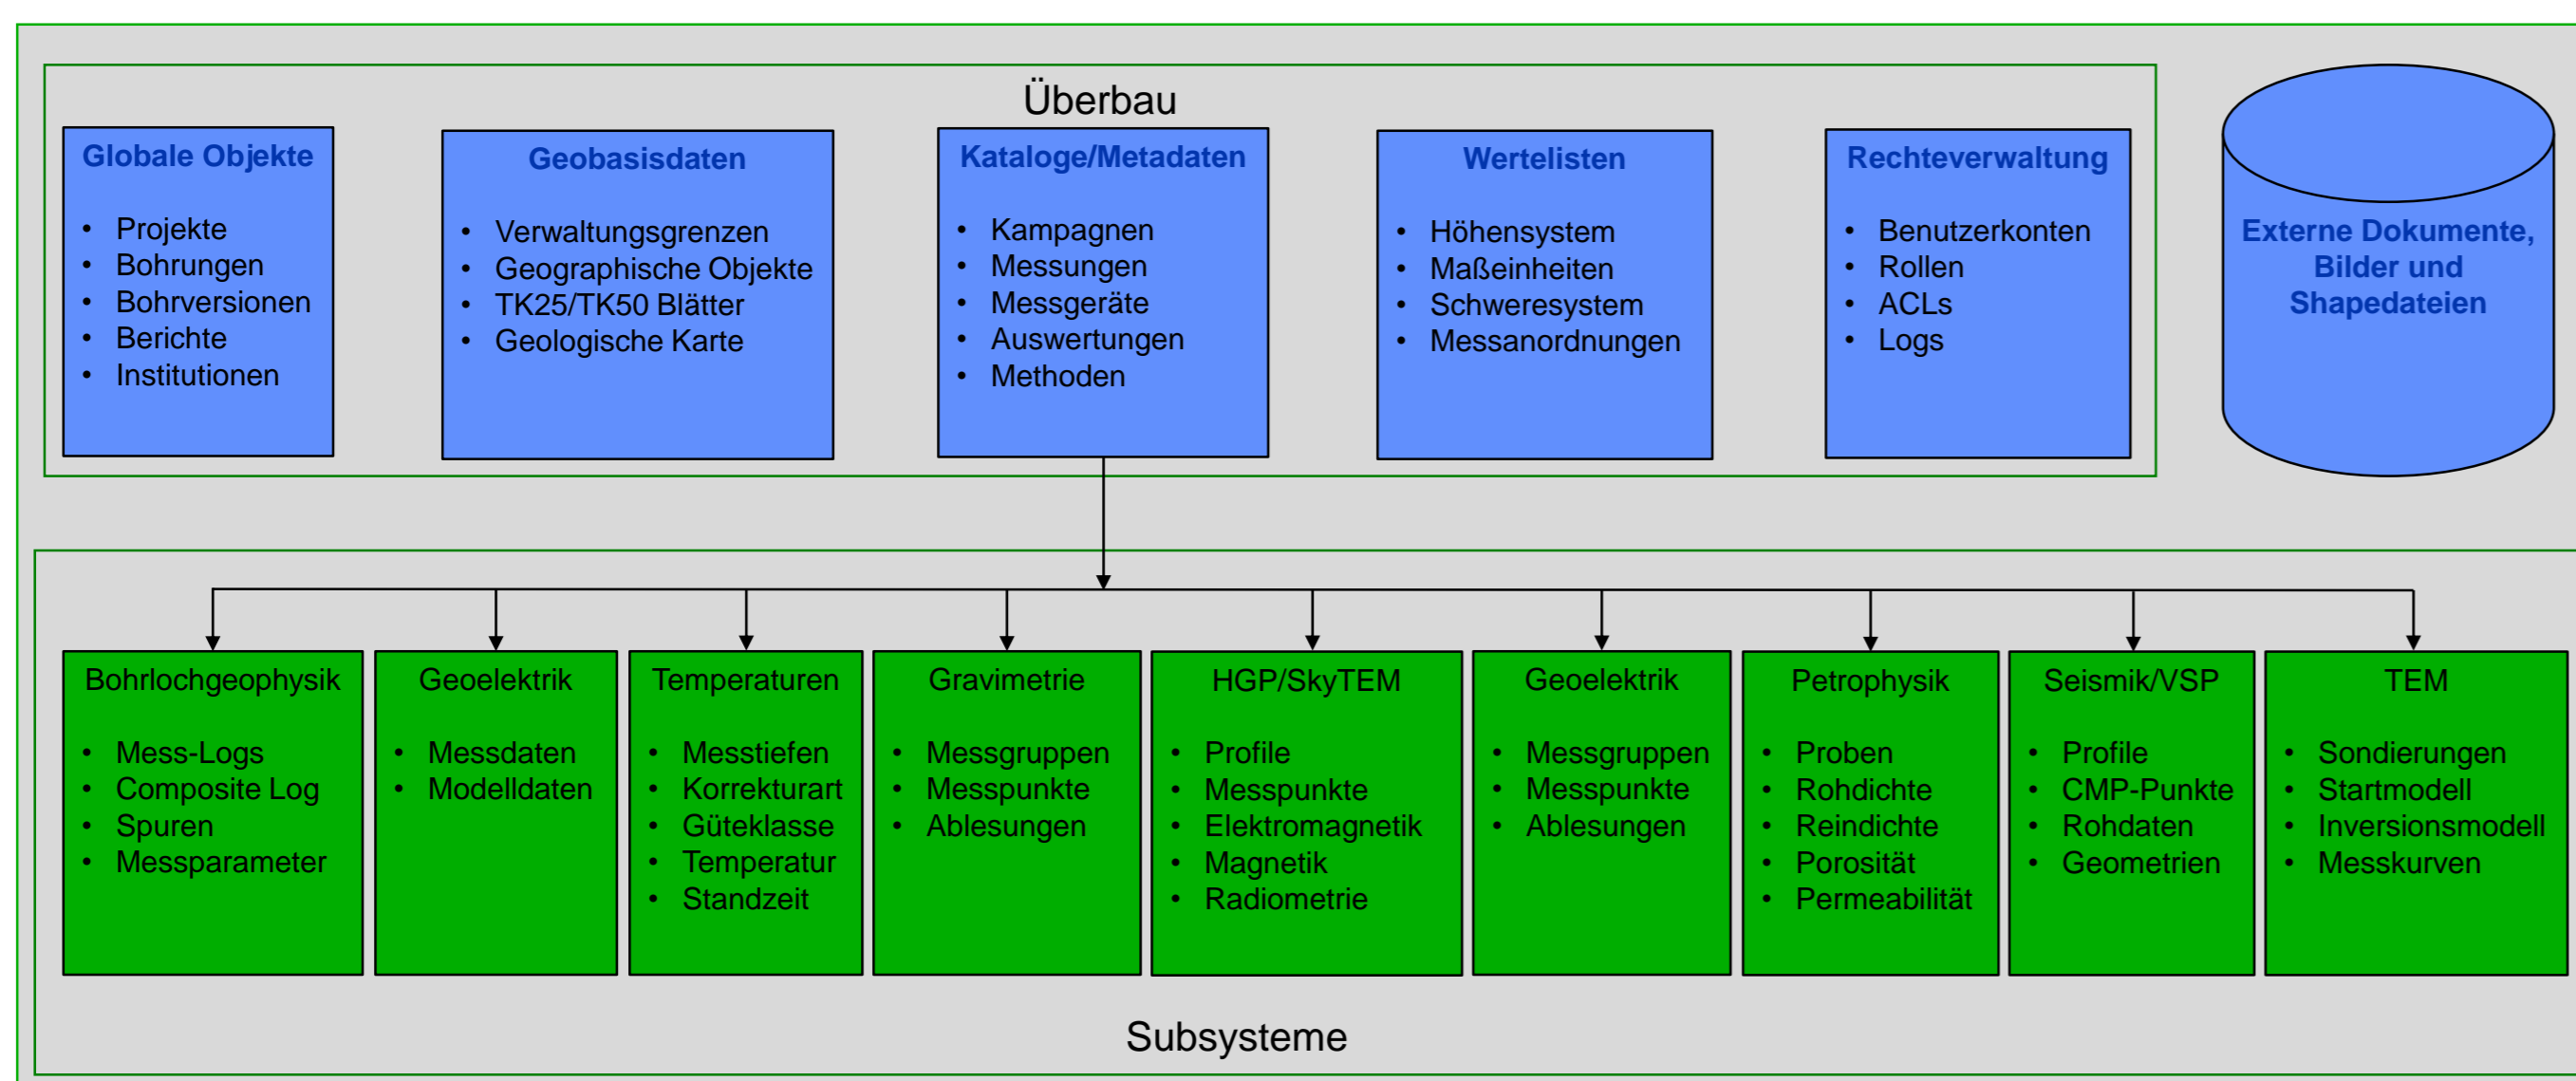 Überbau
Globale Objekte
• Projekte
• Bohrungen
• Bohrversionen
• Berichte
• Institutionen
Geobasisdaten
• Verwaltungsgrenzen
• Geographische Objekte
• TK25/TK50 Blätter
• Geologische Karte
Kataloge/Metadaten
• Kampagnen
• Messungen
• Messgeräte
• Auswertungen
• Methoden
Wertelisten
• Höhensystem
• Maßeinheiten
• Schweresystem
• Messanordnungen
Rechteverwaltung
• Benutzerkonten
• Rollen
• ACLs
• Logs
Externe Dokumente,
Bilder und
Shapedateien
Bohrlochgeophysik
• Mess-Logs
• Composite Log
• Spuren
• Messparameter
Geoelektrik
• Messdaten
• Modelldaten
Temperaturen
• Messtiefen
• Korrekturart
• Güteklasse
• Temperatur
• Standzeit
Gravimetrie
• Messgruppen
• Messpunkte
• Ablesungen
HGP/SkyTEM
• Profile
• Messpunkte
• Elektromagnetik
• Magnetik
• Radiometrie
Geoelektrik
• Messgruppen
• Messpunkte
• Ablesungen
Petrophysik
• Proben
• Rohdichte
• Reindichte
• Porosität
• Permeabilität
Seismik/VSP
• Profile
• CMP-Punkte
• Rohdaten
• Geometrien
TEM
• Sondierungen
• Startmodell
• Inversionsmodell
• Messkurven
Subsysteme